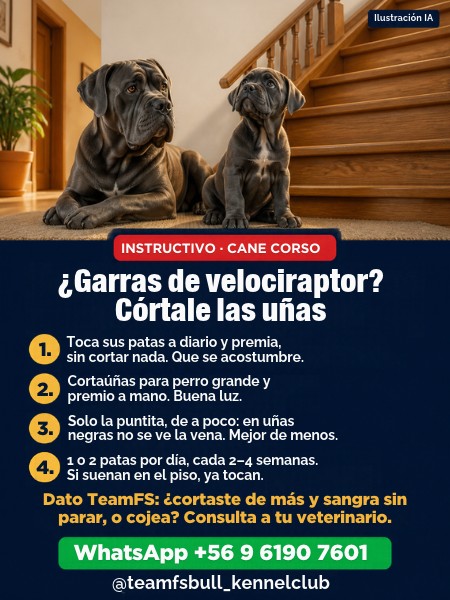 Ilustración IA
INSTRUCTIVO · CANE CORSO
¿Garras de velociraptor?
Córtale las uñas
1. Toca sus patas a diario y premia,
sin cortar nada. Que se acostumbre.
2. Cortaúñas para perro grande y
premio a mano. Buena luz.
3. Solo la puntita, de a poco: en uñas
negras no se ve la vena. Mejor de menos.
4. 1 o 2 patas por día, cada 2–4 semanas.
Si suenan en el piso, ya tocan.
Dato TeamFS: ¿cortaste de más y sangra sin
parar, o cojea? Consulta a tu veterinario.
WhatsApp +56 9 6190 7601
@teamfsbull_kennelclub